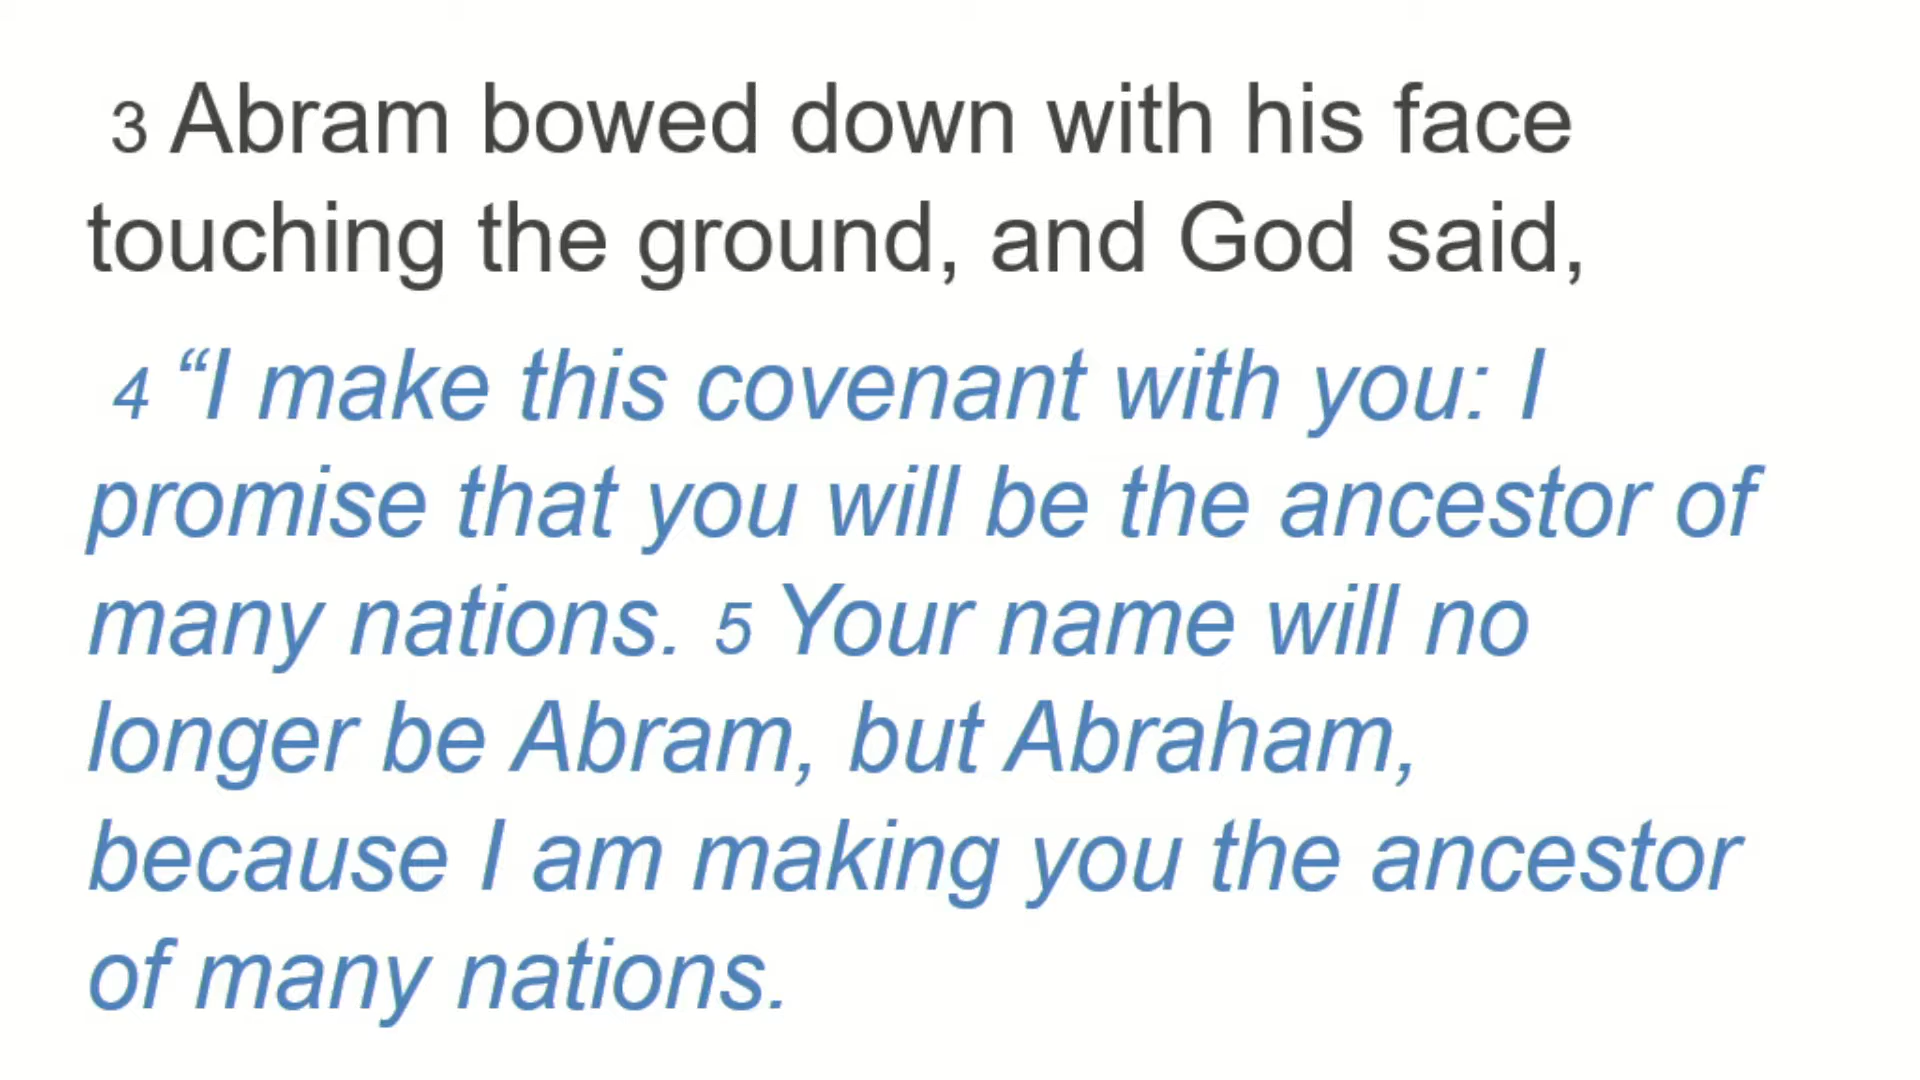 3 Abram bowed down with his face
touching the ground, and God said,
4 “I make this covenant with you: I
promise that you will be the ancestor of
many nations. 5 Your name will no
longer be Abram, but Abraham,
because I am making you the ancestor
of many nations.